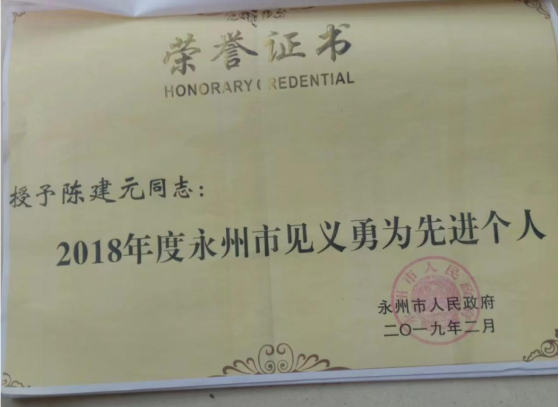 荣誉证书
HONORARY CREDENTIAL
授予陈建元同志：
2018年度永州市见义勇为先进个人
永州市人民政府
二〇一九年二月